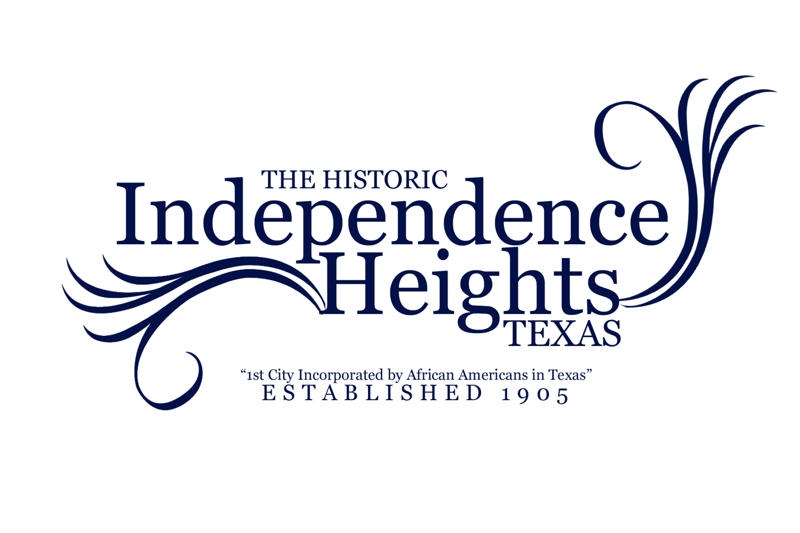 THE HISTORIC
Independence
Heights
TEXAS
“1st City Incorporated by African Americans in Texas”
ESTABLISHED 1905